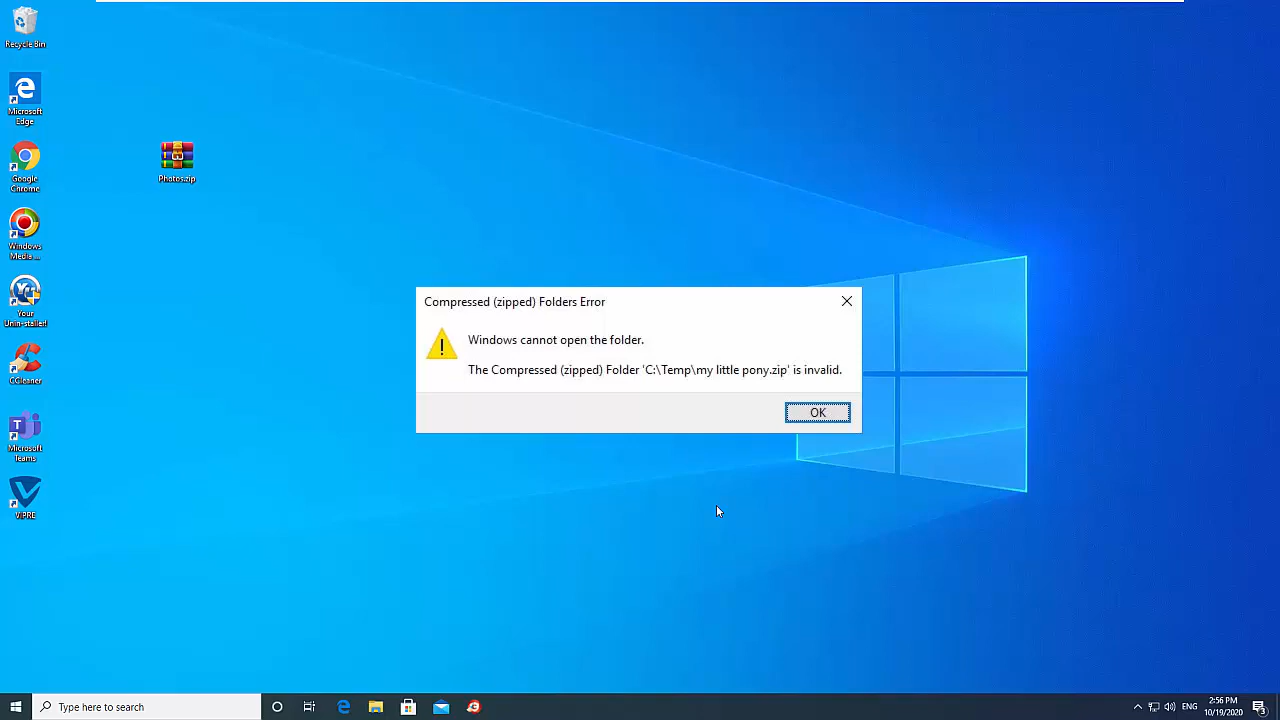 Recycle Bin
Microsoft
Edge
Google
Chrome
Windows
Media ...
Your
Unin-staller!
CCleaner
Microsoft
Teams
VIPRE
Photos.zip
Compressed (zipped) Folders Error
Windows cannot open the folder.
The Compressed (zipped) Folder 'C:\Temp\my little pony.zip' is invalid.
OK
Type here to search
ENG
2:56 PM
10/19/2020